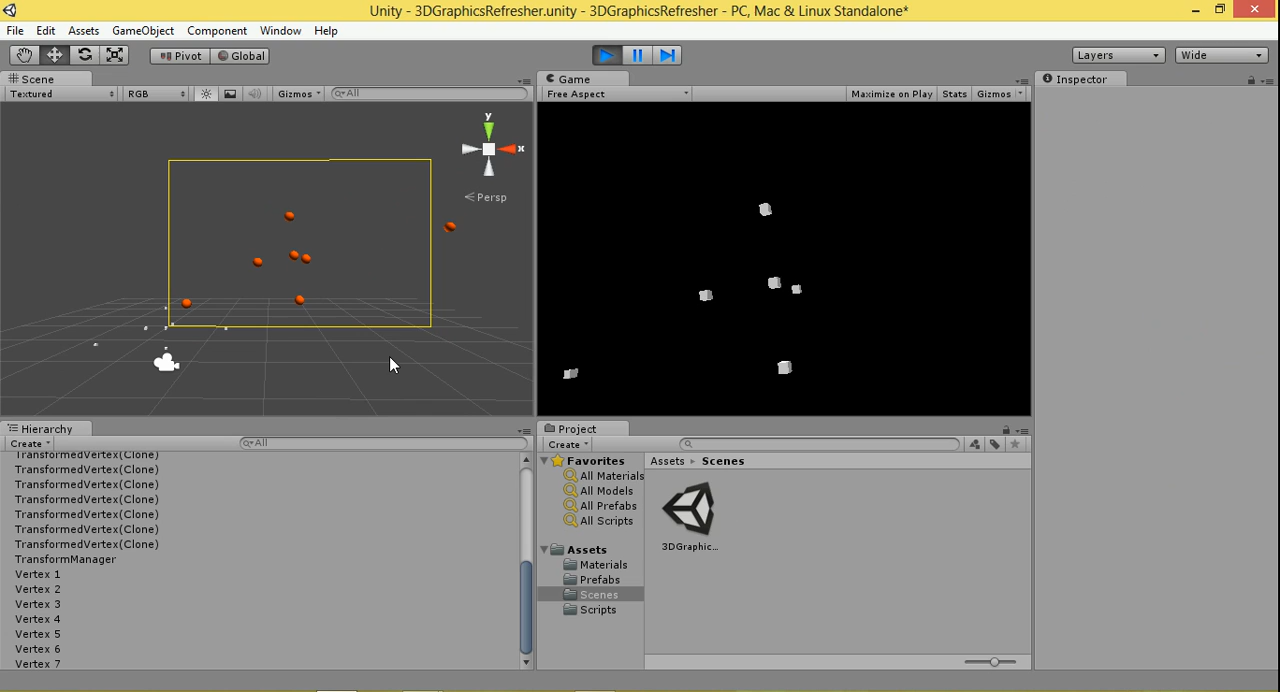 Unity - 3DGraphicsRefresher.unity - 3DGraphicsRefresher - PC, Mac & Linux Standalone*
File Edit Assets GameObject Component Window Help
Pivot Global Layers Wide
Scene Game Inspector
Textured RGB Gizmos All Free Aspect Maximize on Play Stats Gizmos
y
x
Persp
Hierarchy
Create All
TransformedVertex(Clone)
TransformedVertex(Clone)
TransformedVertex(Clone)
TransformedVertex(Clone)
TransformedVertex(Clone)
TransformedVertex(Clone)
TransformedVertex(Clone)
TransformManager
Vertex 1
Vertex 2
Vertex 3
Vertex 4
Vertex 5
Vertex 6
Vertex 7
Project
Create
Favorites
All Materials
All Models
All Prefabs
All Scripts
Assets
Materials
Prefabs
Scenes
Scripts
Assets Scenes
3DGraphic...